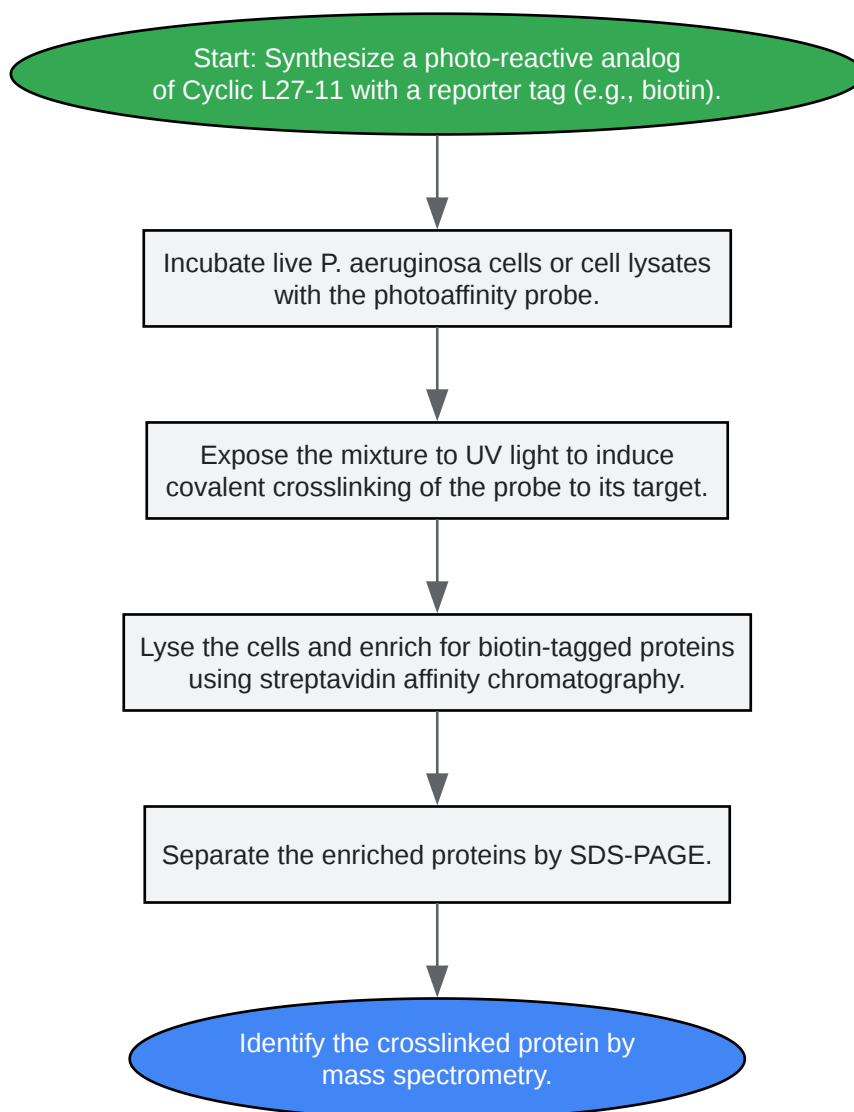 Start: Synthesize a photo-reactive analog
of Cyclic L27-11 with a reporter tag (e.g., biotin).
Incubate live P. aeruginosa cells or cell lysates
with the photoaffinity probe.
Expose the mixture to UV light to induce
covalent crosslinking of the probe to its target.
Lyse the cells and enrich for biotin-tagged proteins
using streptavidin affinity chromatography.
Separate the enriched proteins by SDS-PAGE.
Identify the crosslinked protein by
mass spectrometry.